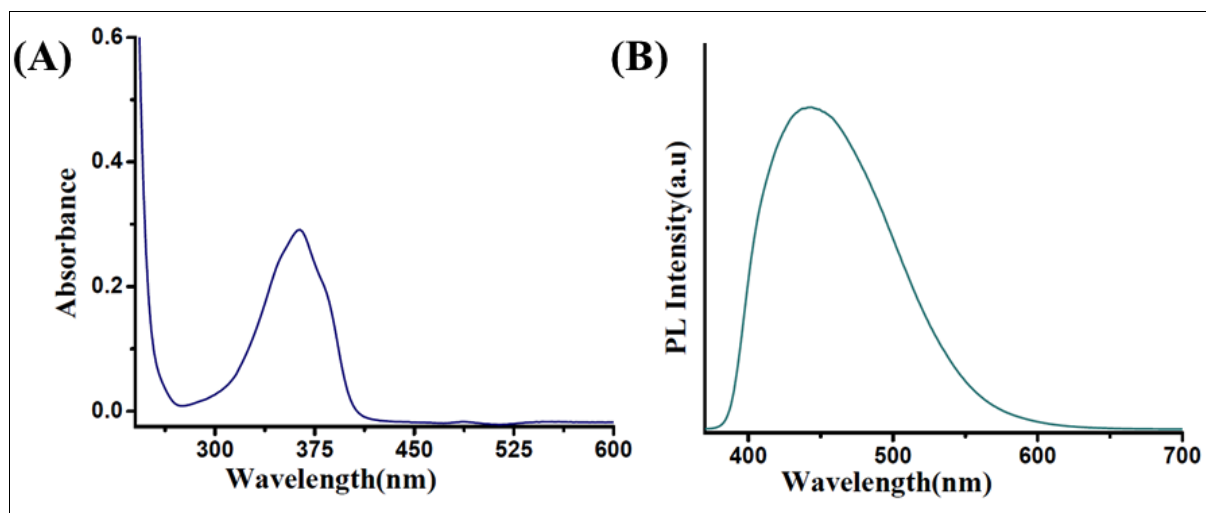 (A)
0.6
0.4
0.2
0.0
Absorbance
300 375 450 525 600
Wavelength(nm)
(B)
PL Intensity(a.u)
400 500 600 700
Wavelength(nm)